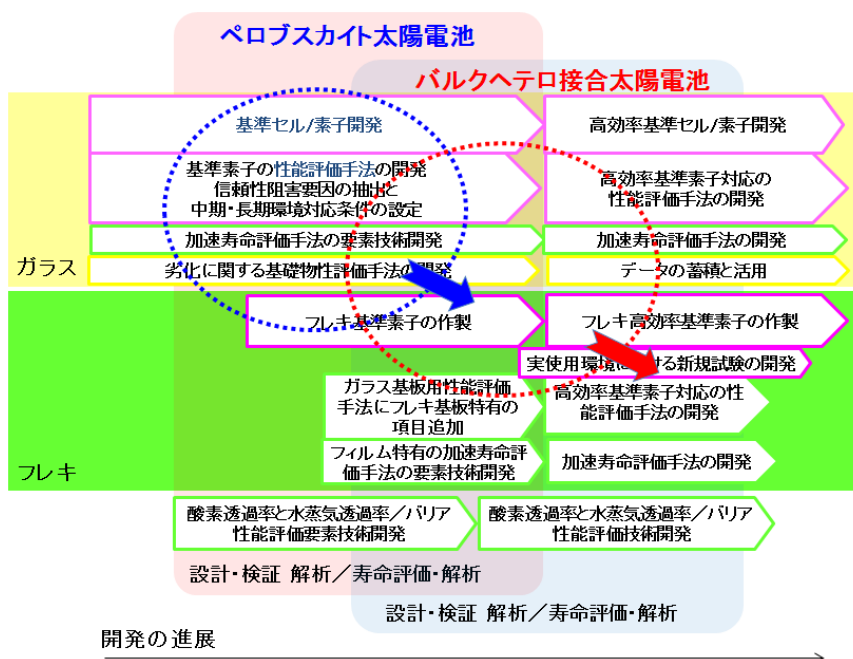 ペロブスカイト太陽電池
バルクヘテロ接合太陽電池
基準セル/素子開発
高効率基準セル/素子開発
基準素子の性能評価手法の開発
信頼性阻害要因の抽出と
中期・長期環境対応条件の設定
高効率基準素子対応の
性能評価手法の開発
加速寿命評価手法の要素技術開発
加速寿命評価手法の開発
ガラス
劣化に関する基礎物性評価手法の開発
データの蓄積と活用
フレキ基準素子の作製
フレキ高効率基準素子の作製
実使用環境における新規試験の開発
ガラス基板用性能評価
手法にフレキ基板特有の
項目追加
高効率基準素子対応の性
能評価手法の開発
フレキ
フィルム特有の加速寿命評
価手法の要素技術開発
加速寿命評価手法の開発
酸素透過率と水蒸気透過率／バリア
性能評価要素技術開発
酸素透過率と水蒸気透過率／バリア
性能評価技術開発
設計・検証 解析／寿命評価・解析
設計・検証 解析／寿命評価・解析
開発の進展